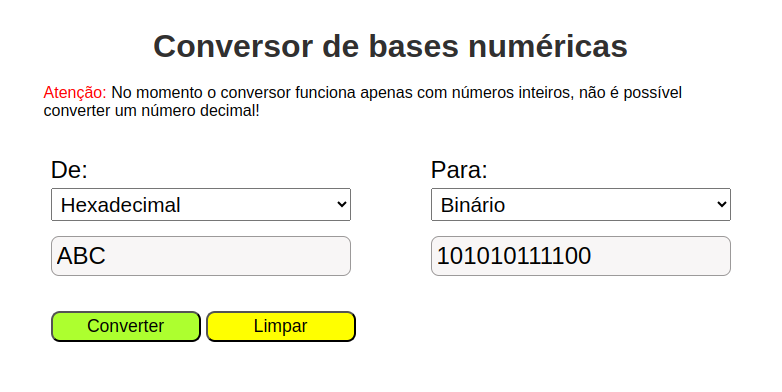 Conversor de bases numéricas
Atenção: No momento o conversor funciona apenas com números inteiros, não é possível
converter um número decimal!
De:
Para:
Hexadecimal
Binário
ABC
101010111100
Converter
Limpar